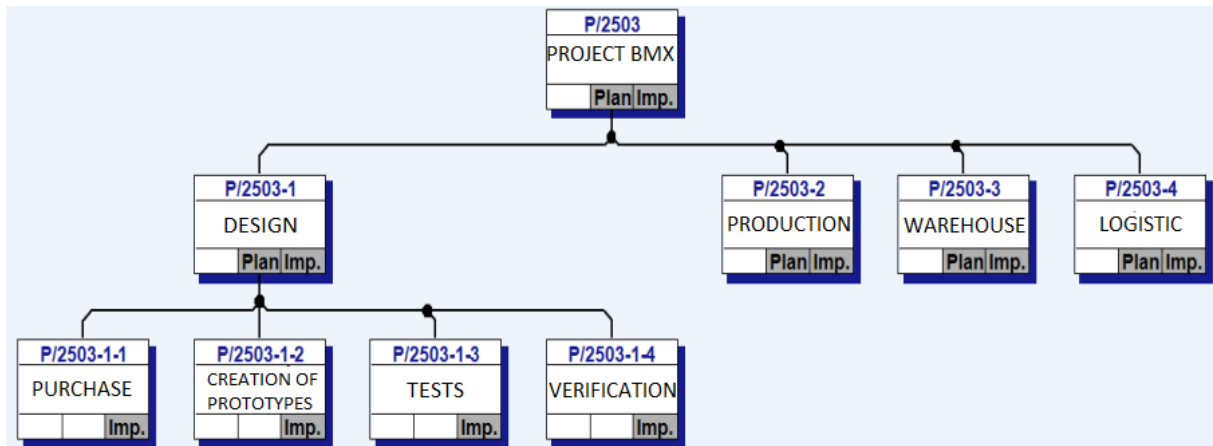 P/2503
PROJECT BMX
Plan Imp.
P/2503-1
DESIGN
Plan Imp.
P/2503-2
PRODUCTION
Plan Imp.
P/2503-3
WAREHOUSE
Plan Imp.
P/2503-4
LOGISTIC
Plan Imp.
P/2503-1-1
PURCHASE
Imp.
P/2503-1-2
CREATION OF
PROTOTYPES
Imp.
P/2503-1-3
TESTS
Imp.
P/2503-1-4
VERIFICATION
Imp.